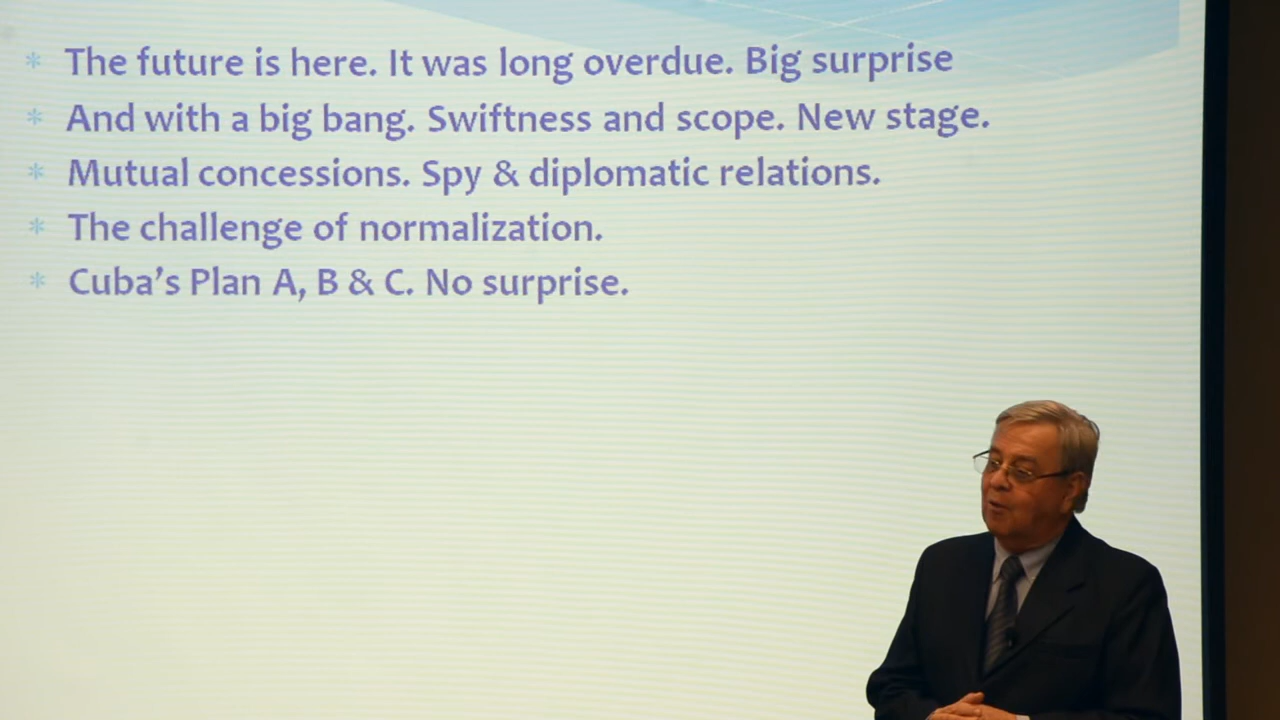 * The future is here. It was long overdue. Big surprise
* And with a big bang. Swiftness and scope. New stage.
* Mutual concessions. Spy & diplomatic relations.
* The challenge of normalization.
* Cuba's Plan A, B & C. No surprise.